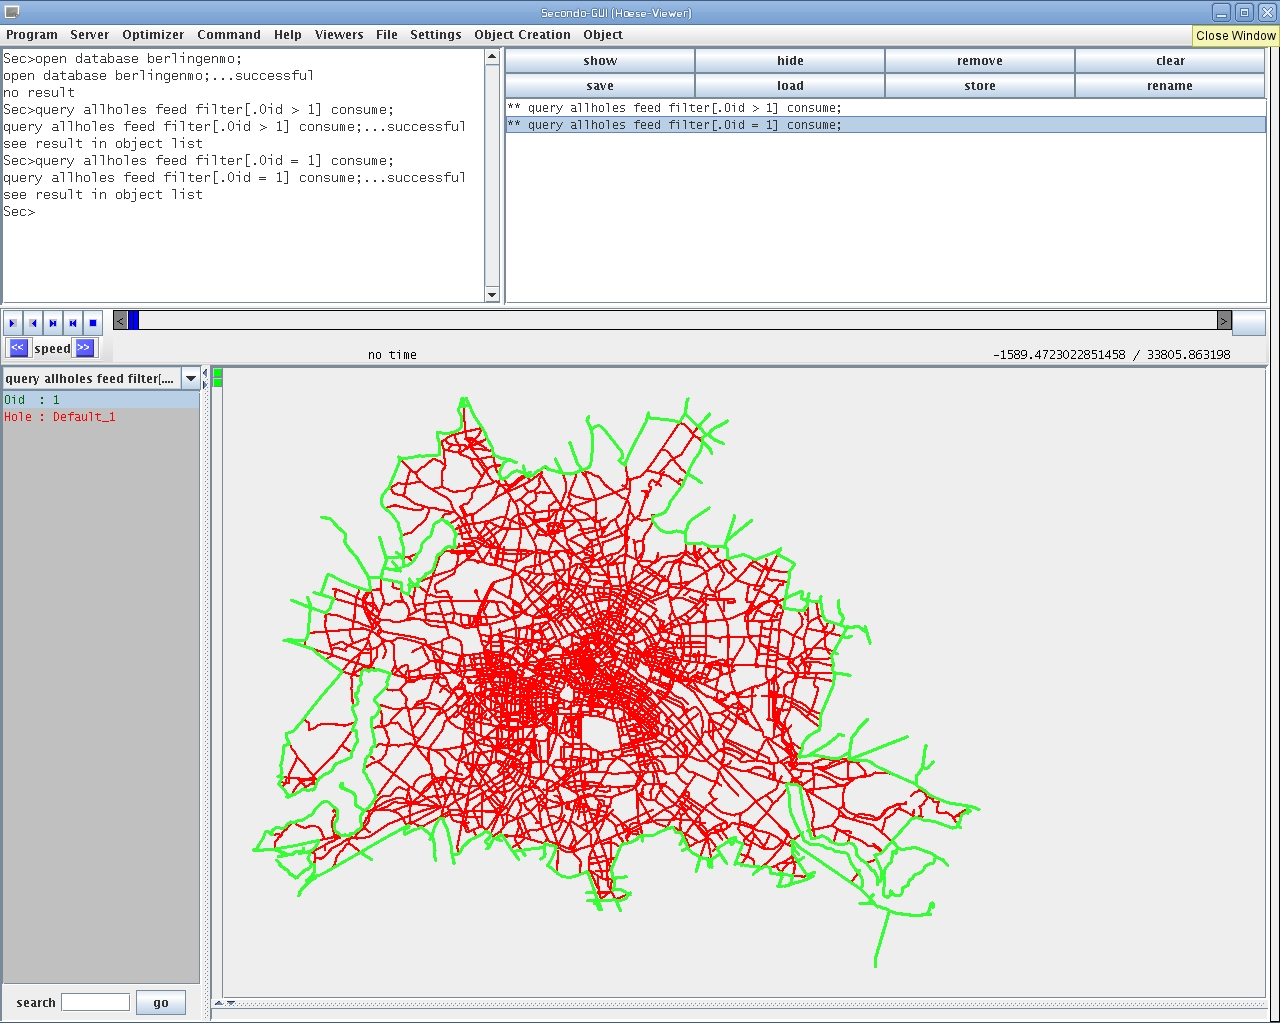 Secondo-GUI (Hoese-Viewer)
Program Server Optimizer Command Help Viewers File Settings Object Creation Object
Close Window
Sec>open database berlingenmo;
open database berlingenmo;...successful
no result
Sec>query allholes feed filter[.Oid > 1] consume;
query allholes feed filter[.Oid > 1] consume;...successful
see result in object list
Sec>query allholes feed filter[.Oid = 1] consume;
query allholes feed filter[.Oid = 1] consume;...successful
see result in object list
Sec>
show hide remove clear
save load store rename
** query allholes feed filter[.Oid > 1] consume;
** query allholes feed filter[.Oid = 1] consume;
< >
<< speed >>
no time
-1589.4723022851458 / 33805.863198
query allholes feed filter[....
Oid : 1
Hole : Default_1
search go